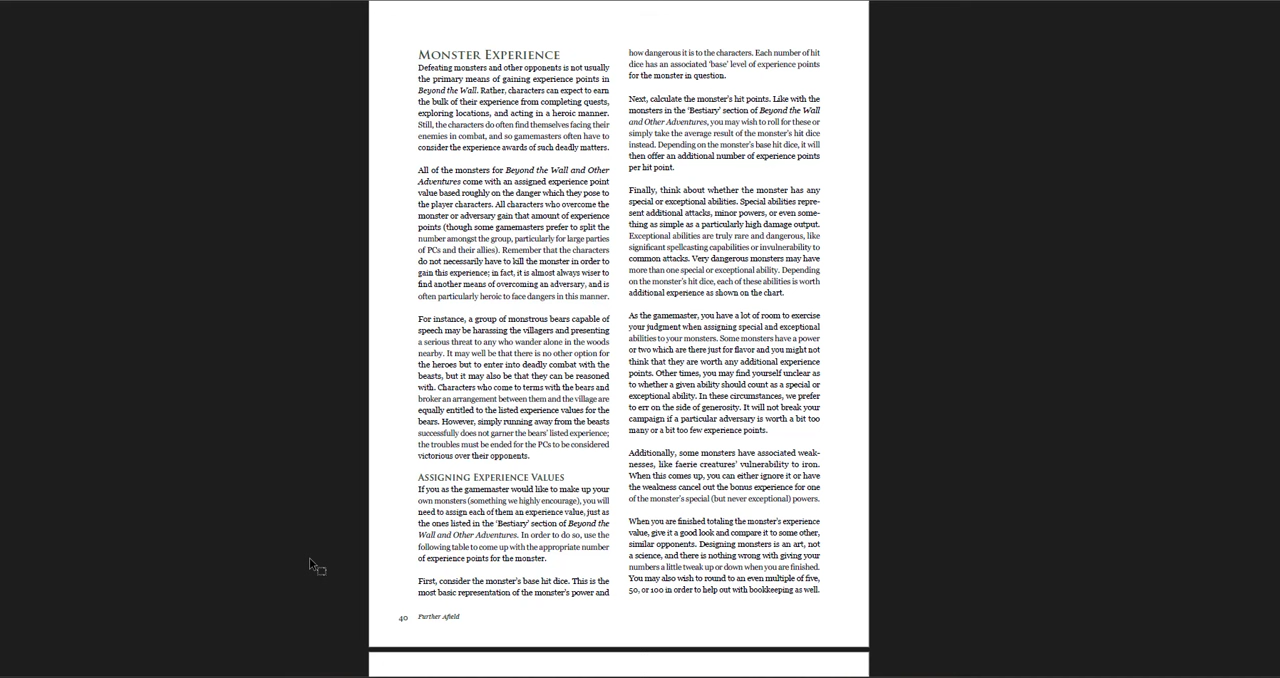 MONSTER EXPERIENCE
Defeating monsters and other opponents is not usually
the primary means of gaining experience points in
Beyond the Wall. Rather, characters can expect to earn
the bulk of their experience from completing quests,
exploring locations, and acting in a heroic manner.
Still, the characters do often find themselves facing their
enemies in combat, and so gamemasters often have to
consider the experience awards of such deadly matters.
All of the monsters for Beyond the Wall and Other
Adventures come with an assigned experience point
value based roughly on the danger which they pose to
the player characters. All characters who overcome the
monster or adversary gain that amount of experience
points (though some gamemasters prefer to split the
number amongst the group, particularly for large parties
of PCs and their allies). Remember that the characters
do not necessarily have to kill the monster in order to
gain this experience; in fact, it is almost always wiser to
find another means of overcoming an adversary, and is
often particularly heroic to face dangers in this manner.
For instance, a group of monstrous bears capable of
speech may be harassing the villagers and presenting
a serious threat to any who wander alone in the woods
nearby. It may well be that there is no other option for
the heroes but to enter into deadly combat with the
beasts, but it may also be that they can be reasoned
with. Characters who come to terms with the bears and
broker an arrangement between them and the village are
equally entitled to the listed experience values for the
bears. However, simply running away from the beasts
successfully does not garner the bears' listed experience;
the troubles must be ended for the PCs to be considered
victorious over their opponents.
ASSIGNING EXPERIENCE VALUES
If you as the gamemaster would like to make up your
own monsters (something we highly encourage), you will
need to assign each of them an experience value, just as
the ones listed in the 'Bestiary' section of Beyond the
Wall and Other Adventures. In order to do so, use the
following table to come up with the appropriate number
of experience points for the monster.
First, consider the monster's base hit dice. This is the
most basic representation of the monster's power and
how dangerous it is to the characters. Each number of hit
dice has an associated 'base' level of experience points
for the monster in question.
Next, calculate the monster's hit points. Like with the
monsters in the 'Bestiary' section of Beyond the Wall
and Other Adventures, you may wish to roll for these or
simply take the average result of the monster's hit dice
instead. Depending on the monster's base hit dice, it will
then offer an additional number of experience points
per hit point.
Finally, think about whether the monster has any
special or exceptional abilities. Special abilities repre-
sent additional attacks, minor powers, or even some-
thing as simple as a particularly high damage output.
Exceptional abilities are truly rare and dangerous, like
significant spellcasting capabilities or invulnerability to
common attacks. Very dangerous monsters may have
more than one special or exceptional ability. Depending
on the monster's hit dice, each of these abilities is worth
additional experience as shown on the chart.
As the gamemaster, you have a lot of room to exercise
your judgment when assigning special and exceptional
abilities to your monsters. Some monsters have a power
or two which are there just for flavor and you might not
think that they are worth any additional experience
points. Other times, you may find yourself unclear as
to whether a given ability should count as a special or
exceptional ability. In these circumstances, we prefer
to err on the side of generosity. It will not break your
campaign if a particular adversary is worth a bit too
many or a bit too few experience points.
Additionally, some monsters have associated weak-
nesses, like faerie creatures' vulnerability to iron.
When this comes up, you can either ignore it or have
the weakness cancel out the bonus experience for one
of the monster's special (but never exceptional) powers.
When you are finished totaling the monster's experience
value, give it a good look and compare it to some other,
similar opponents. Designing monsters is an art, not
a science, and there is nothing wrong with giving your
numbers a little tweak up or down when you are finished.
You may also wish to round to an even multiple of five,
50, or 100 in order to help out with bookkeeping as well.
40 Further Afield